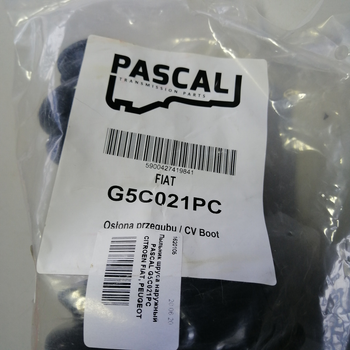 PASCAL
TRANSMISSION PARTS
5900427419841
FIAT
G5C021PC
Osłona przegubu / CV Boot
Пыльник шруса наружный
PASCAL G5C021PC
CITROEN FIAT, PEUGEOT